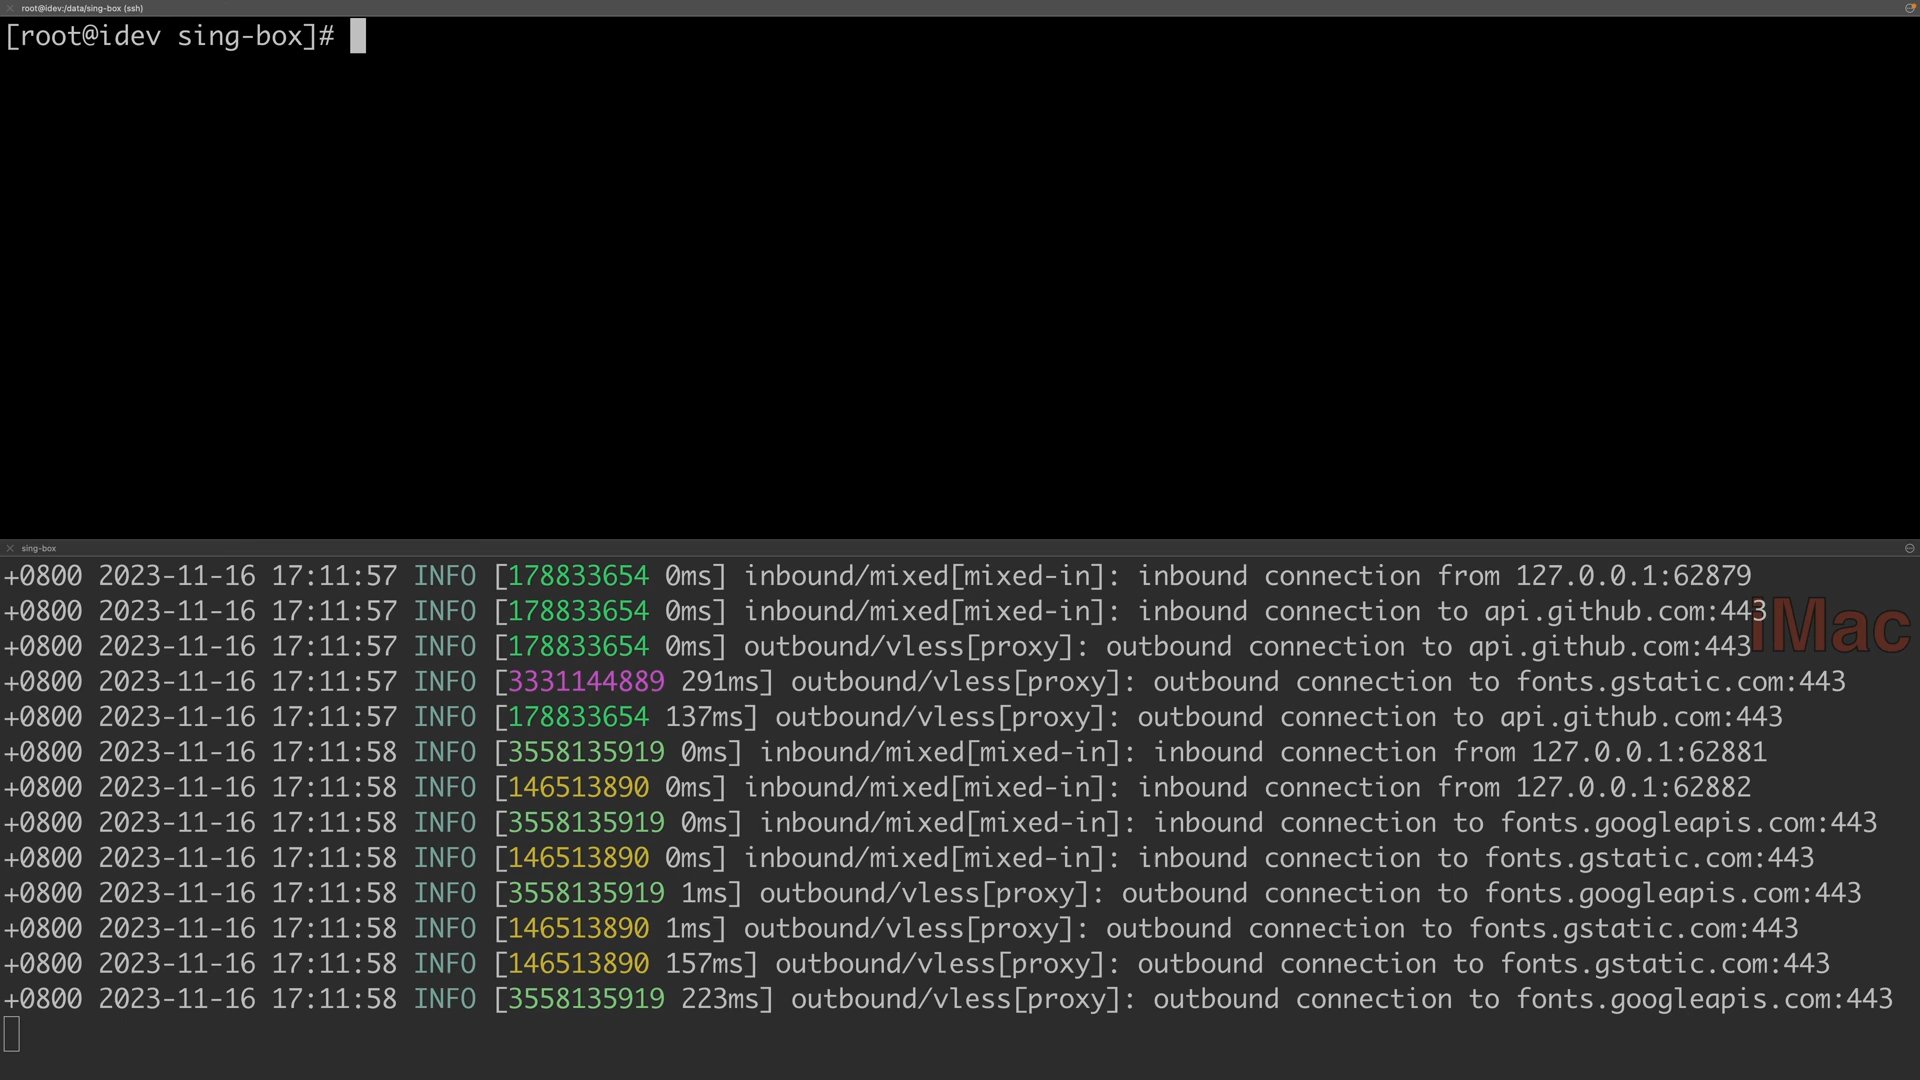 root@idev:/data/sing-box (ssh)
[root@idev sing-box]#
sing-box
+0800 2023-11-16 17:11:57 INFO [178833654 0ms] inbound/mixed[mixed-in]: inbound connection from 127.0.0.1:62879
+0800 2023-11-16 17:11:57 INFO [178833654 0ms] inbound/mixed[mixed-in]: inbound connection to api.github.com:443
iMac
+0800 2023-11-16 17:11:57 INFO [178833654 0ms] outbound/vless[proxy]: outbound connection to api.github.com:443
+0800 2023-11-16 17:11:57 INFO [3331144889 291ms] outbound/vless[proxy]: outbound connection to fonts.gstatic.com:443
+0800 2023-11-16 17:11:57 INFO [178833654 137ms] outbound/vless[proxy]: outbound connection to api.github.com:443
+0800 2023-11-16 17:11:58 INFO [3558135919 0ms] inbound/mixed[mixed-in]: inbound connection from 127.0.0.1:62881
+0800 2023-11-16 17:11:58 INFO [146513890 0ms] inbound/mixed[mixed-in]: inbound connection from 127.0.0.1:62882
+0800 2023-11-16 17:11:58 INFO [3558135919 0ms] inbound/mixed[mixed-in]: inbound connection to fonts.googleapis.com:443
+0800 2023-11-16 17:11:58 INFO [146513890 0ms] inbound/mixed[mixed-in]: inbound connection to fonts.gstatic.com:443
+0800 2023-11-16 17:11:58 INFO [3558135919 1ms] outbound/vless[proxy]: outbound connection to fonts.googleapis.com:443
+0800 2023-11-16 17:11:58 INFO [146513890 1ms] outbound/vless[proxy]: outbound connection to fonts.gstatic.com:443
+0800 2023-11-16 17:11:58 INFO [146513890 157ms] outbound/vless[proxy]: outbound connection to fonts.gstatic.com:443
+0800 2023-11-16 17:11:58 INFO [3558135919 223ms] outbound/vless[proxy]: outbound connection to fonts.googleapis.com:443